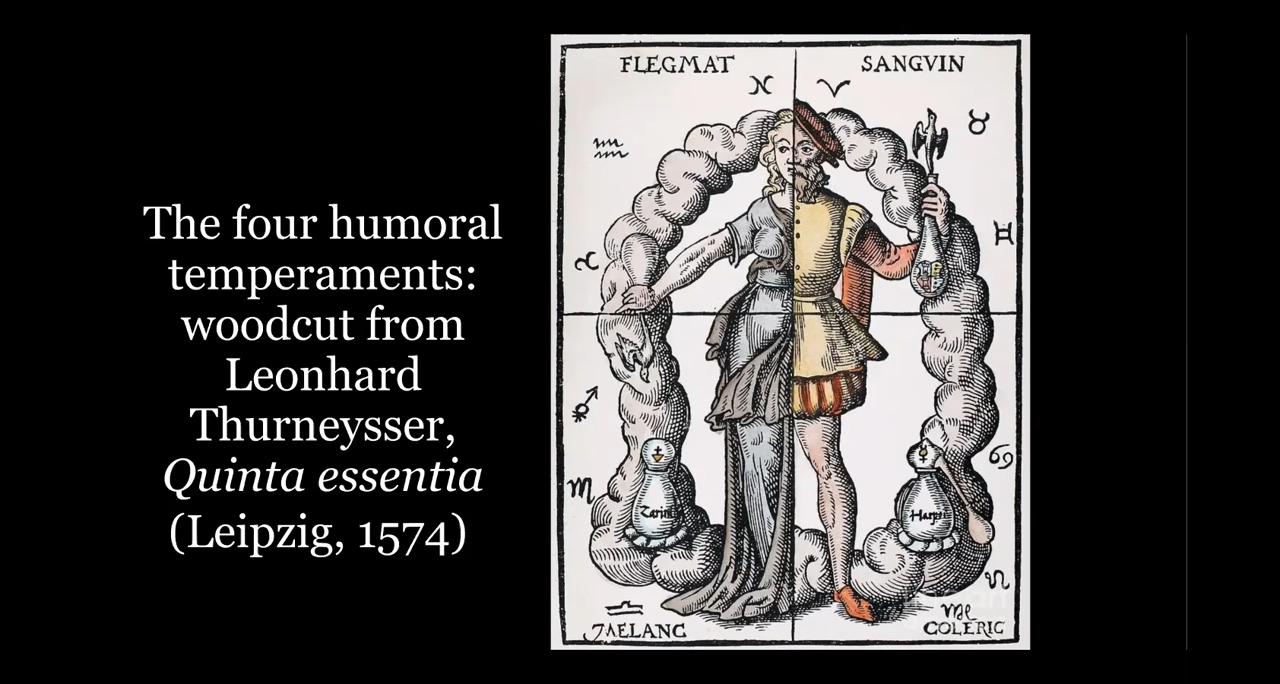 The four humoral
temperaments:
woodcut from
Leonhard
Thurneysser,
Quinta essentia
(Leipzig, 1574)
FLEGMAT
SANGVIN
MELANC
COLERIC